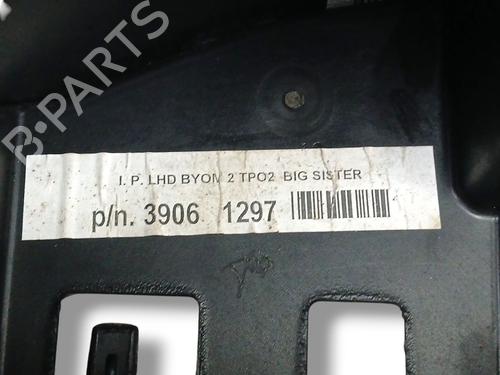 B-PARTS
I. P. LHD BYOM 2 TPO2 BIG SISTER
p/n. 3906 1297